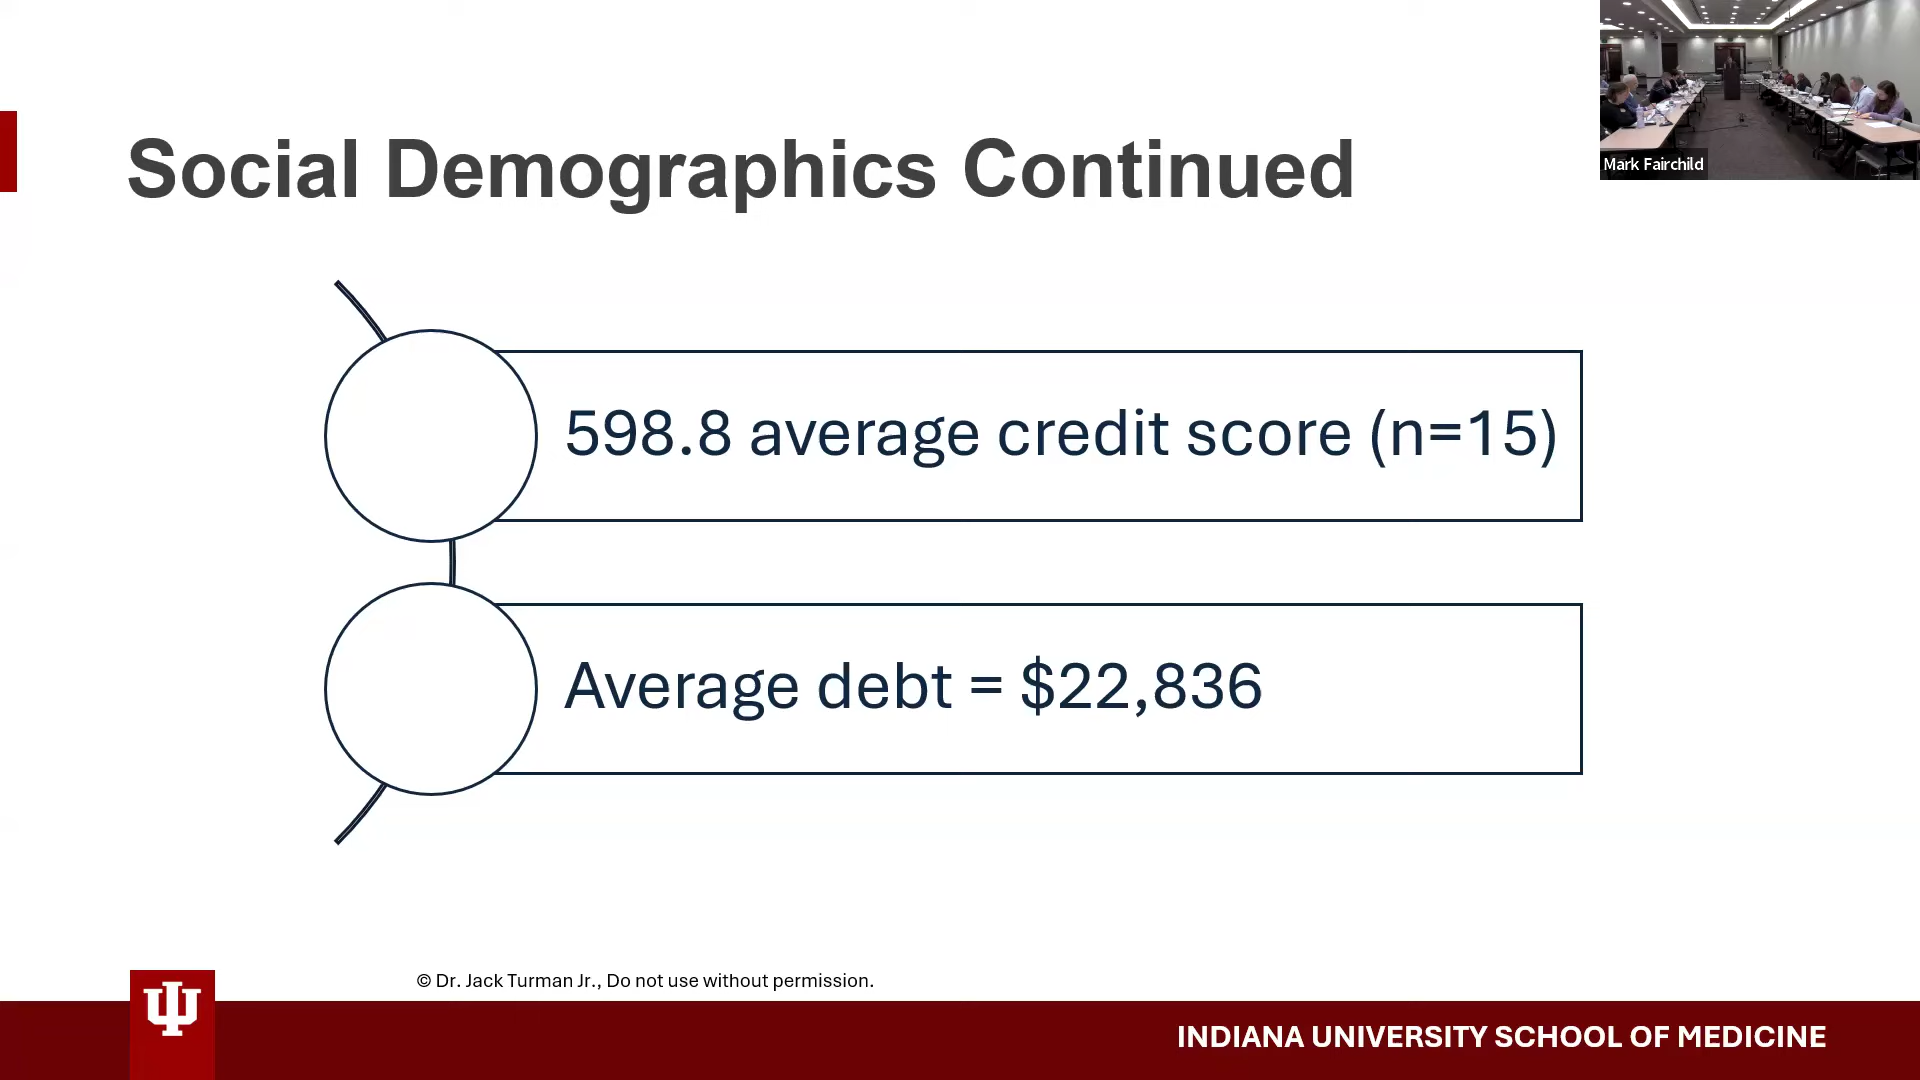 Mark Fairchild
Social Demographics Continued
598.8 average credit score (n=15)
Average debt = $22,836
© Dr. Jack Turman Jr., Do not use without permission.
INDIANA UNIVERSITY SCHOOL OF MEDICINE